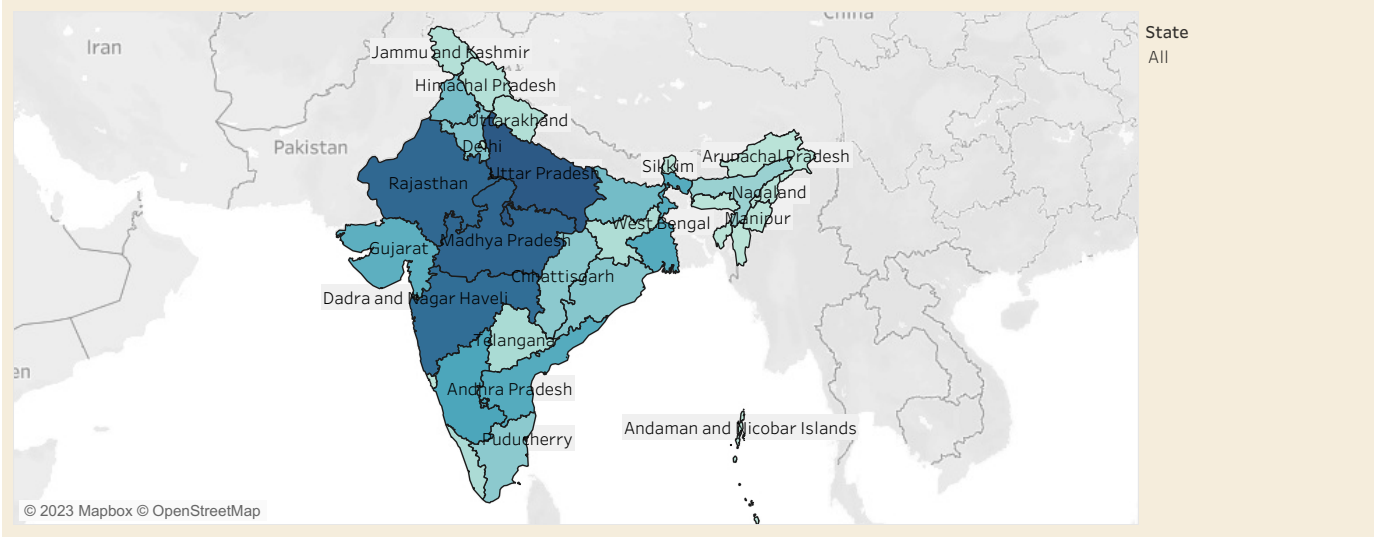 China
State
All
Iran
Jammu and Kashmir
Himachal Pradesh
Uttarakhand
Pakistan
Delhi
Sikkim
Arunachal Pradesh
Uttar Pradesh
Rajasthan
Nagaland
West Bengal
Manipur
Madhya Pradesh
Gujarat
Chhattisgarh
Dadra and Nagar Haveli
Telangana
en
Andhra Pradesh
Andaman and Nicobar Islands
Puducherry
© 2023 Mapbox © OpenStreetMap